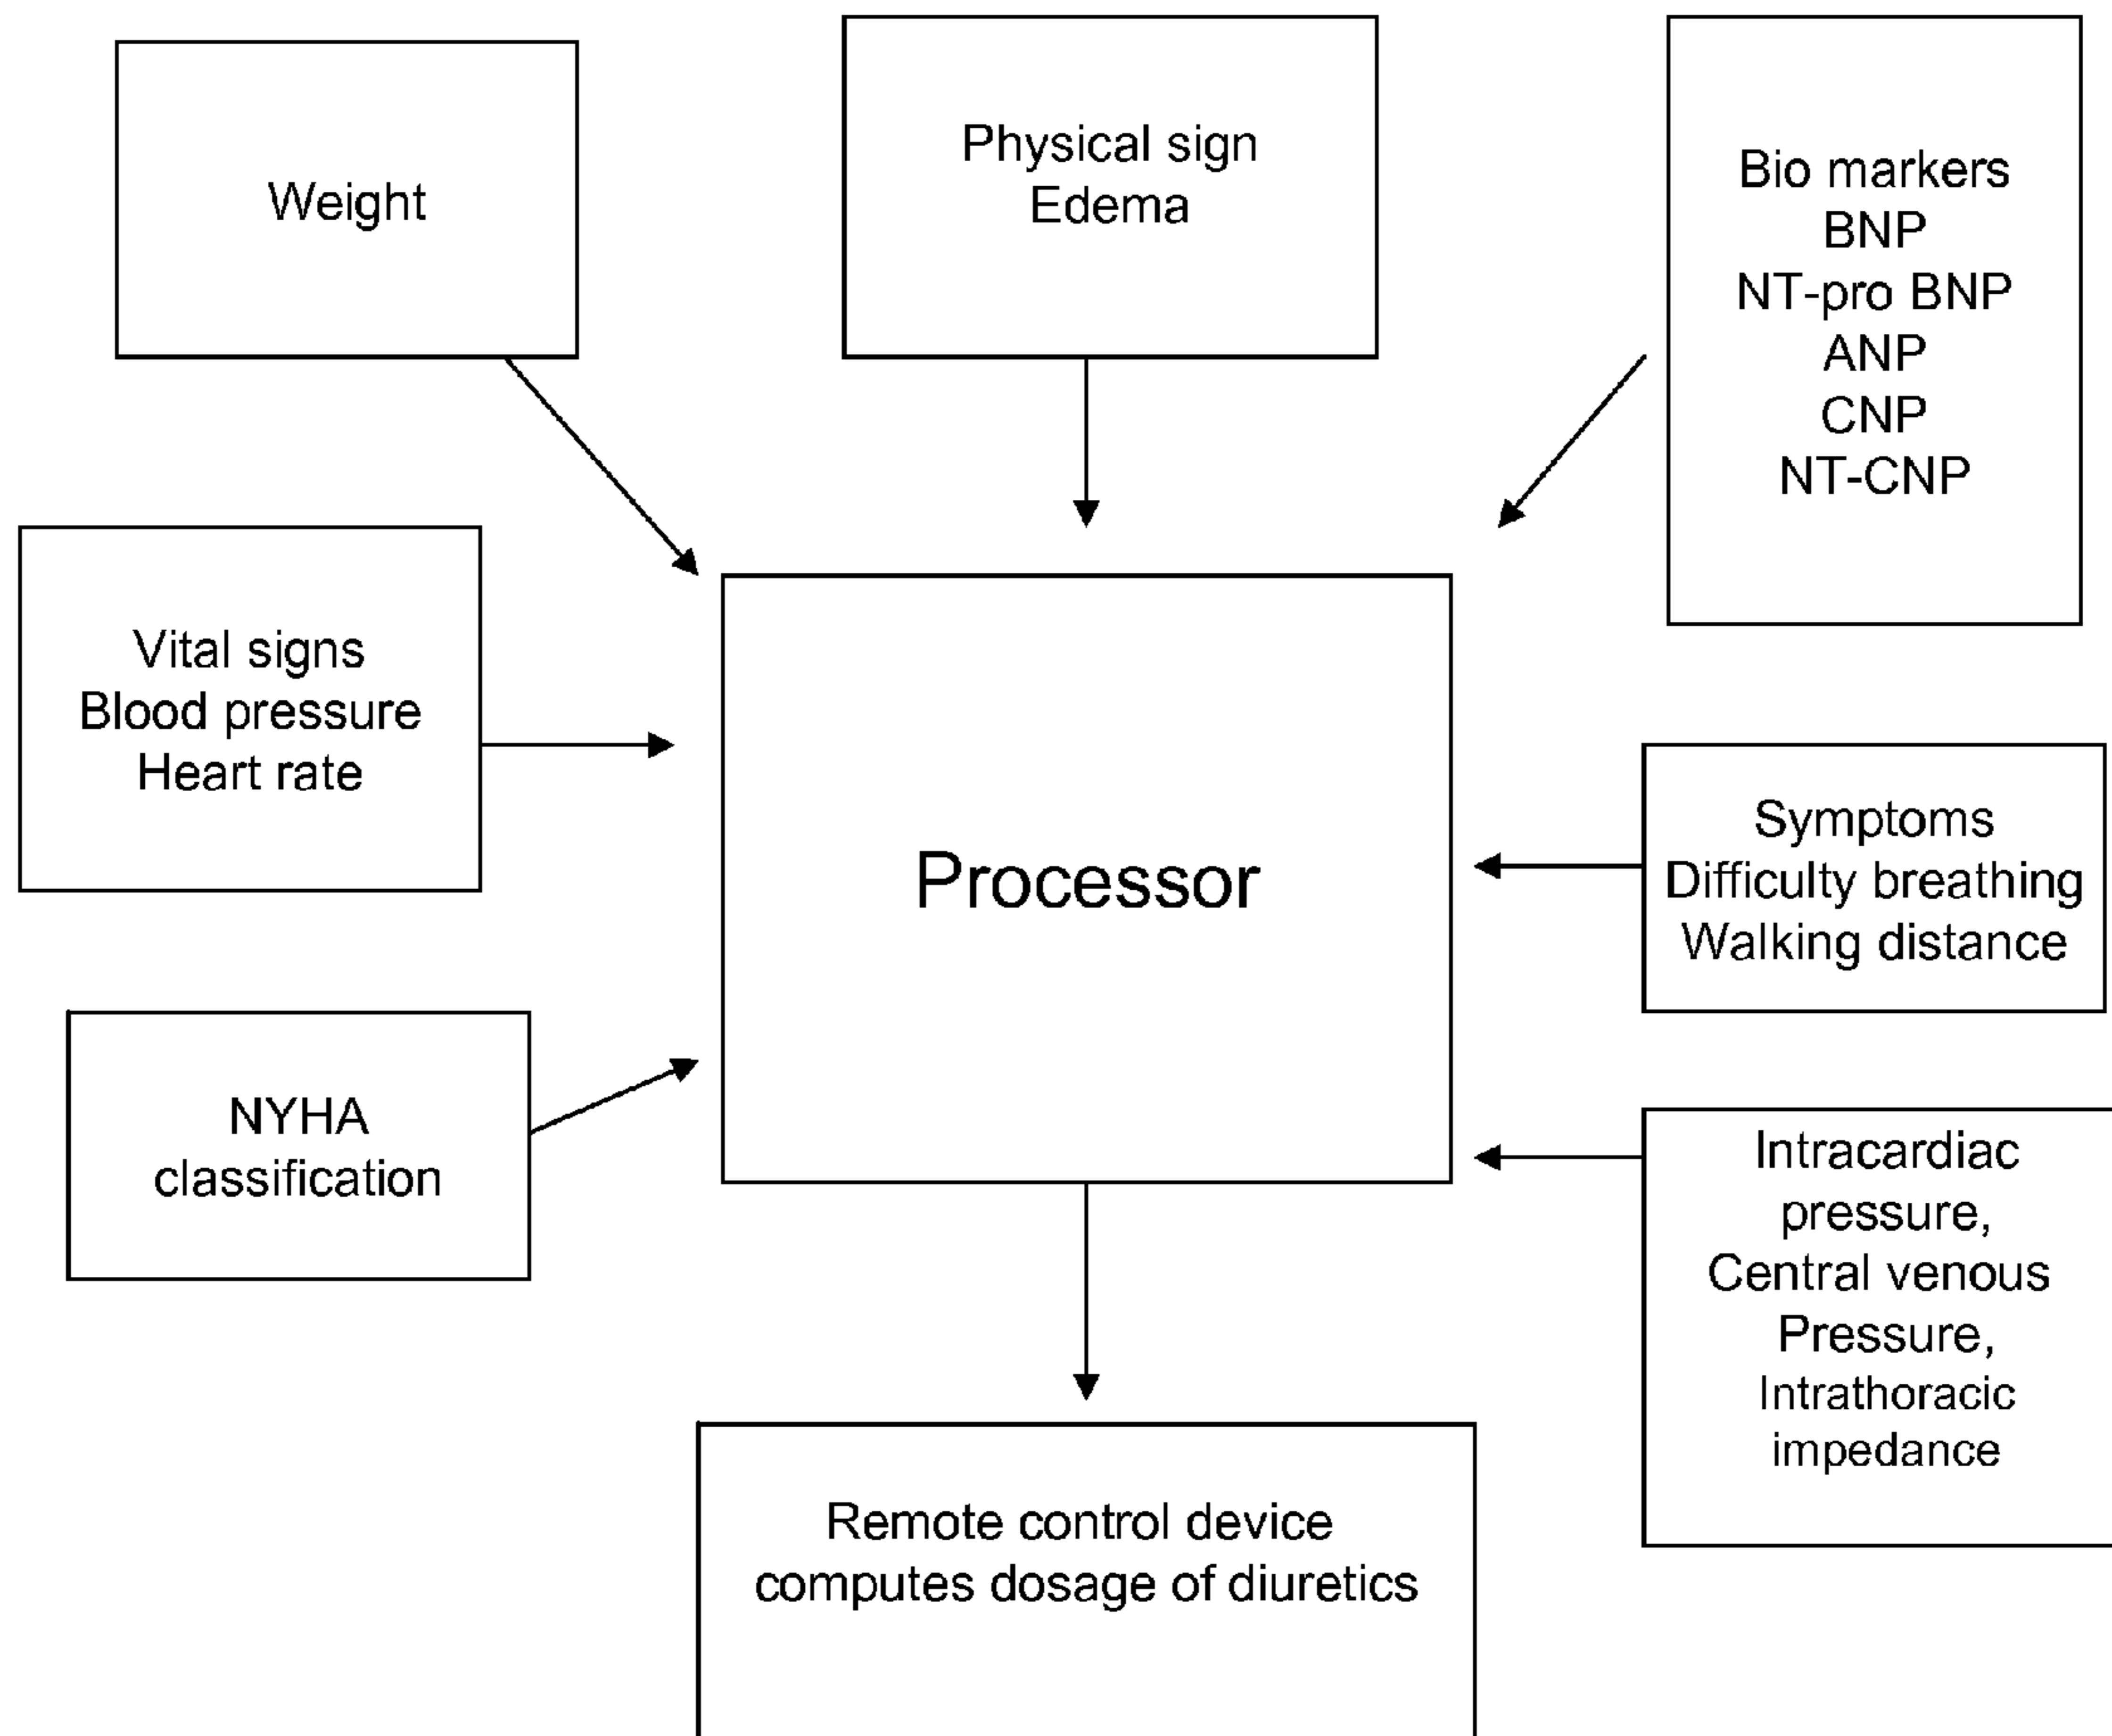 Weight
Physical sign
Edema
Bio markers
BNP
NT-pro BNP
ANP
CNP
NT-CNP
Vital signs
Blood pressure
Heart rate
Processor
Symptoms
Difficulty breathing
Walking distance
NYHA
classification
Intracardiac
pressure,
Central venous
Pressure,
Intrathoracic
impedance
Remote control device
computes dosage of diuretics